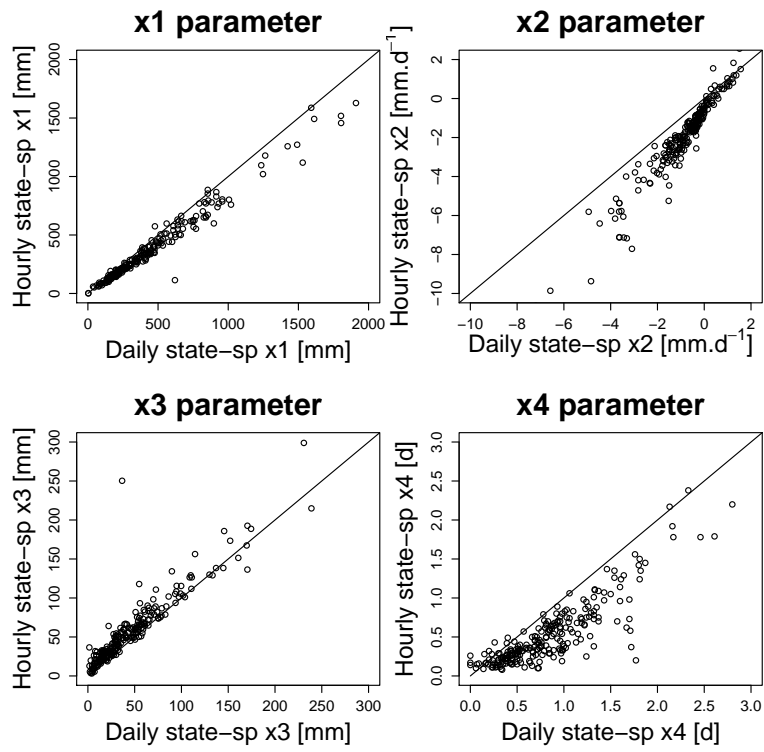 x1 parameter
Hourly state−sp x1 [mm]
0 500 1000 1500 2000
0 500 1000 1500 2000
Daily state−sp x1 [mm]
x2 parameter
Hourly state−sp x2 [mm.d−1]
−10 −8 −6 −4 −2 0 2
−10 −8 −6 −4 −2 0 2
Daily state−sp x2 [mm.d−1]
x3 parameter
Hourly state−sp x3 [mm]
0 50 100 150 200 250 300
0 50 100 150 200 250 300
Daily state−sp x3 [mm]
x4 parameter
Hourly state−sp x4 [d]
0.0 0.5 1.0 1.5 2.0 2.5 3.0
0.0 0.5 1.0 1.5 2.0 2.5 3.0
Daily state−sp x4 [d]